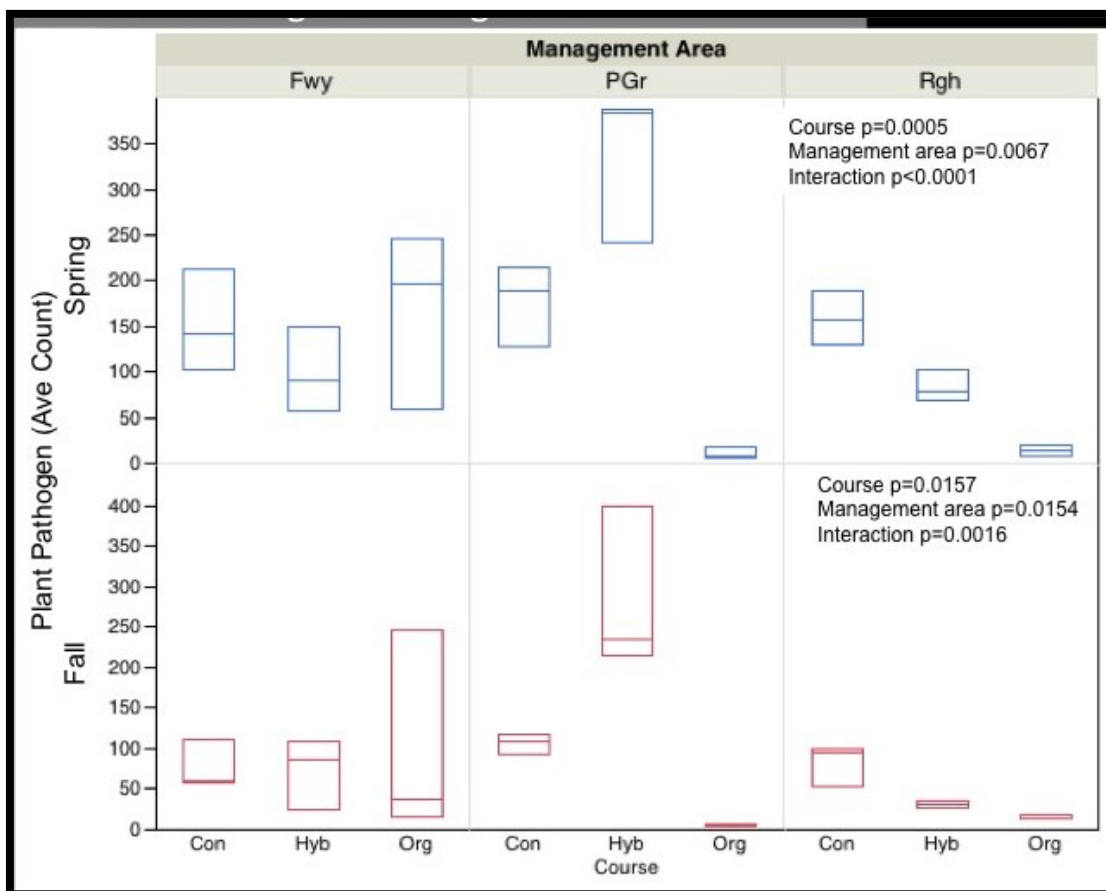 Management Area
Fwy PGr Rgh
Course p=0.0005
Management area p=0.0067
Interaction p<0.0001
350
300
250
200
150
100
50
0
Spring
Plant Pathogen (Ave Count)
Course p=0.0157
Management area p=0.0154
Interaction p=0.0016
400
350
300
250
200
150
100
50
0
Fall
Con Hyb Org Con Hyb Org Con Hyb Org
Course